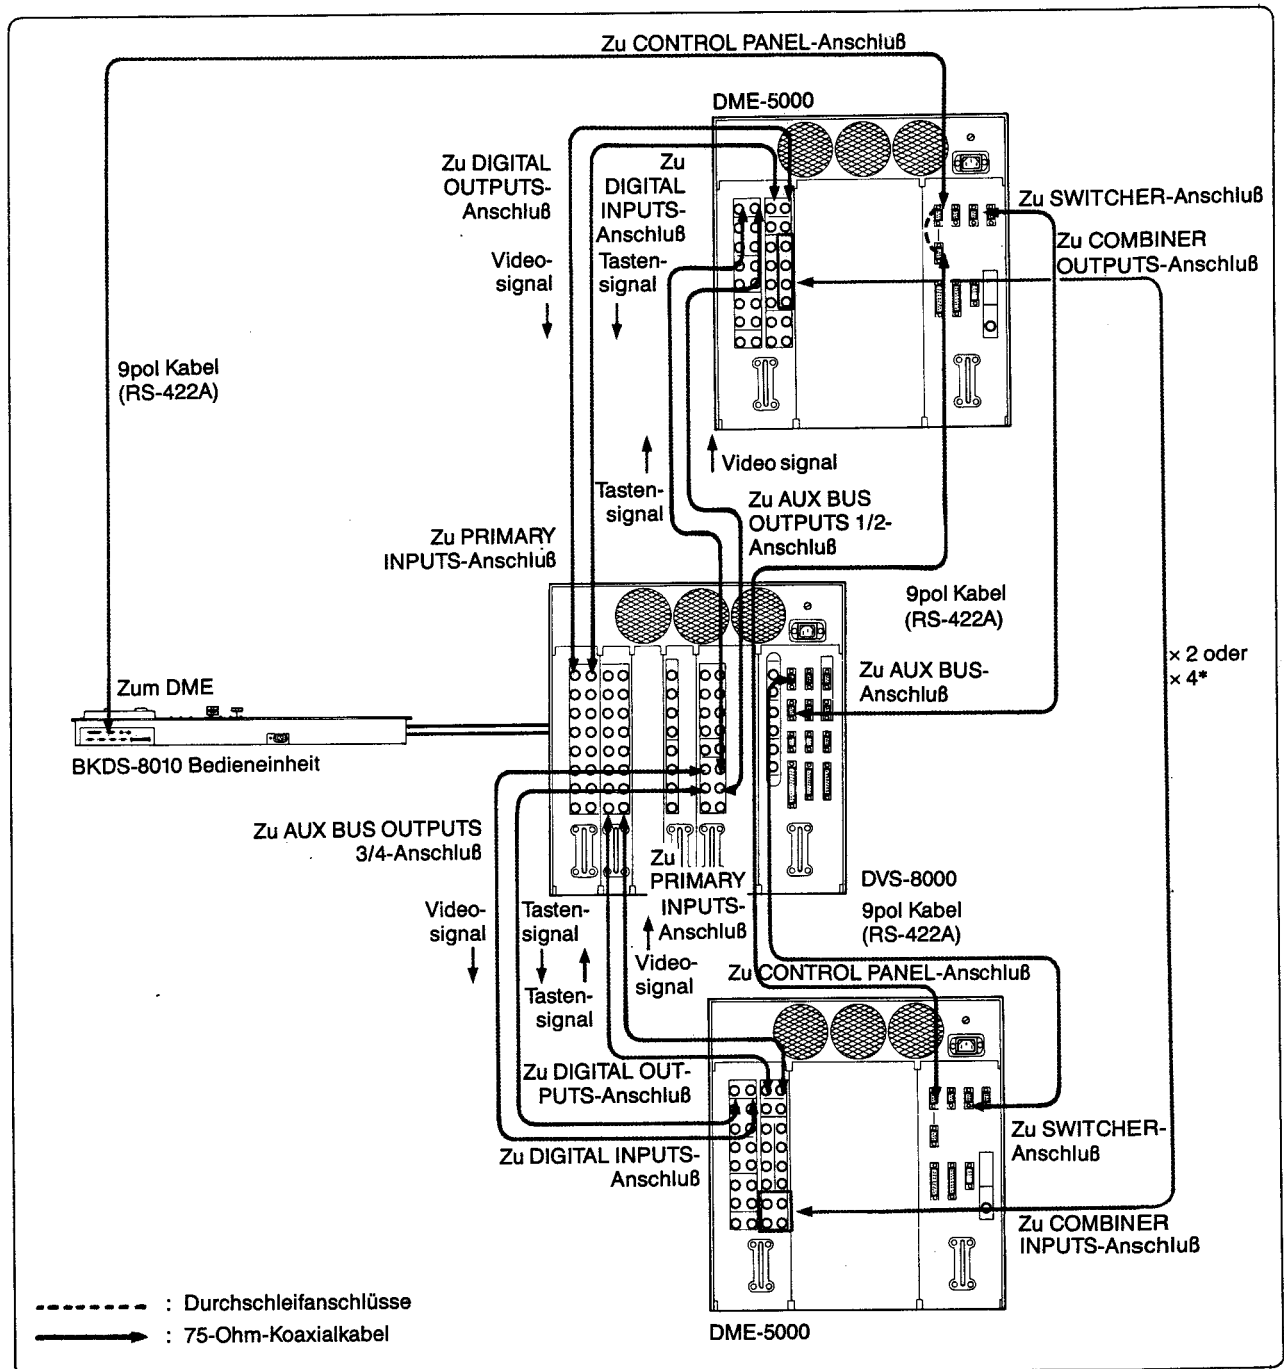 Zu CONTROL PANEL-Anschluß
DME-5000
Zu DIGITAL
OUTPUTS-
Anschluß
Zu
DIGITAL
INPUTS-
Anschluß
Zu SWITCHER-Anschluß
Zu COMBINER
OUTPUTS-Anschluß
Video-
signal
Tasten-
signal
9pol Kabel
(RS-422A)
Video signal
Tasten-
signal
Zu AUX BUS
OUTPUTS 1/2-
Anschluß
Zu PRIMARY
INPUTS-Anschluß
9pol Kabel
(RS-422A)
× 2 oder
× 4*
Zu AUX BUS-
Anschluß
Zum DME
BKDS-8010 Bedieneinheit
Zu AUX BUS OUTPUTS
3/4-Anschluß
Zu
PRIMARY
INPUTS-
Anschluß
DVS-8000
9pol Kabel
(RS-422A)
Video-
signal
Tasten-
signal
Tasten-
signal
Video-
signal
Zu CONTROL PANEL-Anschluß
Zu DIGITAL OUT-
PUTS-Anschluß
Zu DIGITAL INPUTS-
Anschluß
Zu SWITCHER-
Anschluß
Zu COMBINER
INPUTS-Anschluß
: Durchschleifanschlüsse
: 75-Ohm-Koaxialkabel
DME-5000